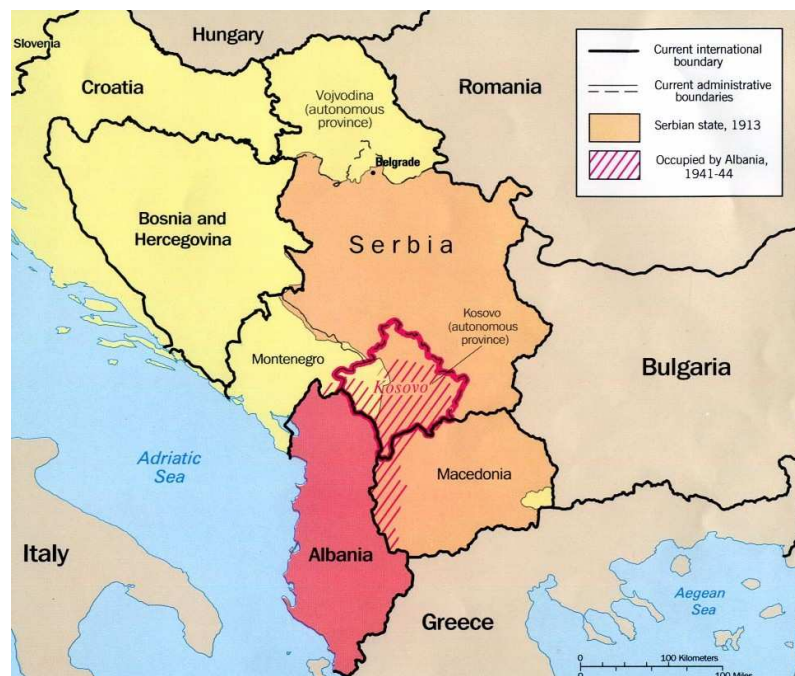 Slovenia
Hungary
Croatia
Vojvodina
(autonomous
province)
Romania
Belgrade
Current international
boundary
Current administrative
boundaries
Serbian state, 1913
Occupied by Albania,
1941-44
Bosnia and
Hercegovina
Serbia
Kosovo
(autonomous
province)
Montenegro
Kosovo
Bulgaria
Adriatic
Sea
Macedonia
Italy
Albania
Greece
Aegean
Sea
0 100 Kilometers
0 100 Miles